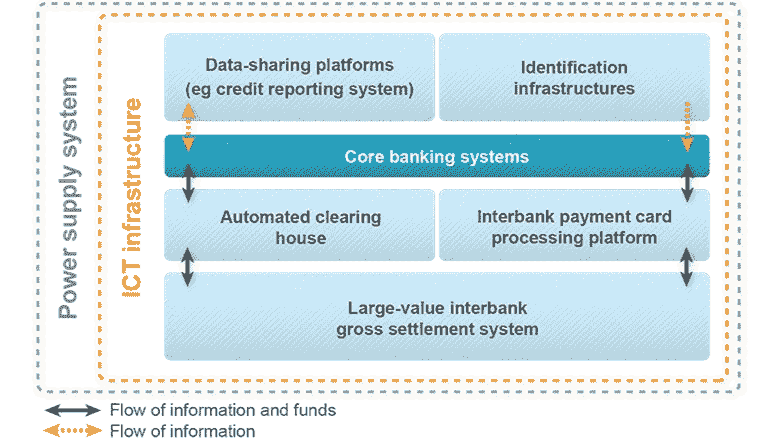 Power supply system
ICT infrastructure
Data-sharing platforms
(eg credit reporting system)
Identification
infrastructures
Core banking systems
Automated clearing
house
Interbank payment card
processing platform
Large-value interbank
gross settlement system
Flow of information and funds
Flow of information